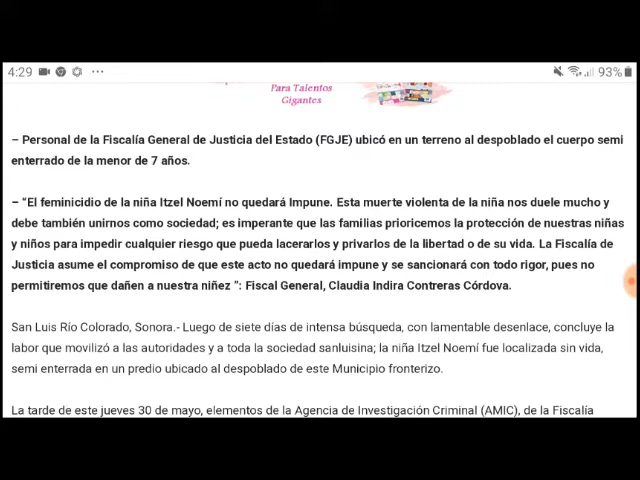 4:29
93%
Para Talentos
Gigantes
– Personal de la Fiscalía General de Justicia del Estado (FGJE) ubicó en un terreno al despoblado el cuerpo semi
enterrado de la menor de 7 años.
– “El feminicidio de la niña Itzel Noemí no quedará Impune. Esta muerte violenta de la niña nos duele mucho y
debe también unirnos como sociedad; es imperante que las familias prioricemos la protección de nuestras niñas
y niños para impedir cualquier riesgo que pueda lacerarlos y privarlos de la libertad o de su vida. La Fiscalía de
Justicia asume el compromiso de que este acto no quedará impune y se sancionará con todo rigor, pues no
permitiremos que dañen a nuestra niñez ”: Fiscal General, Claudia Indira Contreras Córdova.
San Luis Río Colorado, Sonora.- Luego de siete días de intensa búsqueda, con lamentable desenlace, concluye la
labor que movilizó a las autoridades y a toda la sociedad sanluisina; la niña Itzel Noemí fue localizada sin vida,
semi enterrada en un predio ubicado al despoblado de este Municipio fronterizo.
La tarde de este jueves 30 de mayo, elementos de la Agencia de Investigación Criminal (AMIC), de la Fiscalía